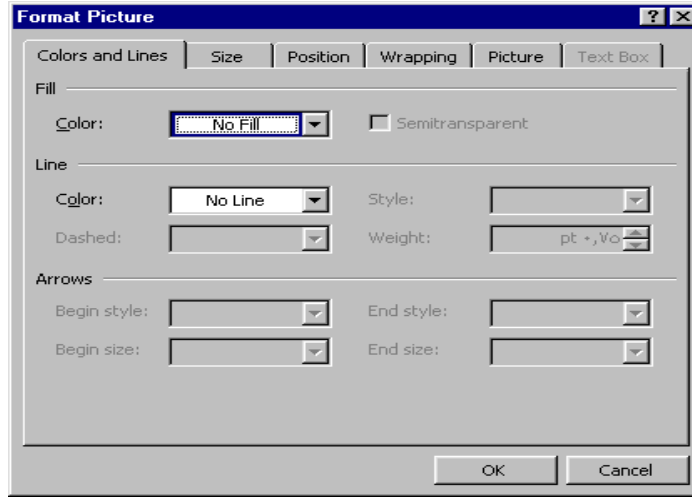 Format Picture
Colors and Lines Size Position Wrapping Picture Text Box
Fill
Color: No Fill Semitransparent
Line
Color: No Line Style:
Dashed: Weight: pt
Arrows
Begin style: End style:
Begin size: End size:
OK Cancel